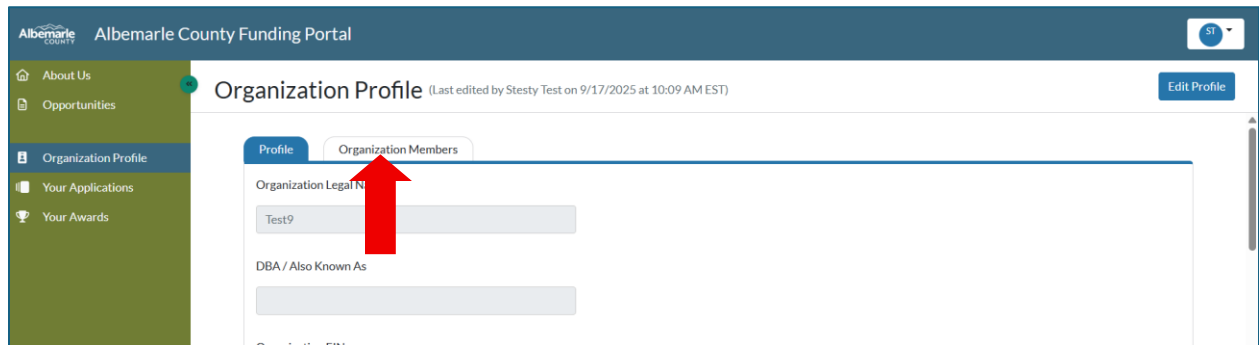 Albemarle
COUNTY
Albemarle County Funding Portal
ST
About Us
Opportunities
Organization Profile
Your Applications
Your Awards
Organization Profile (Last edited by Stesty Test on 9/17/2025 at 10:09 AM EST)
Edit Profile
Profile
Organization Members
Organization Legal
Test9
DBA / Also Known As